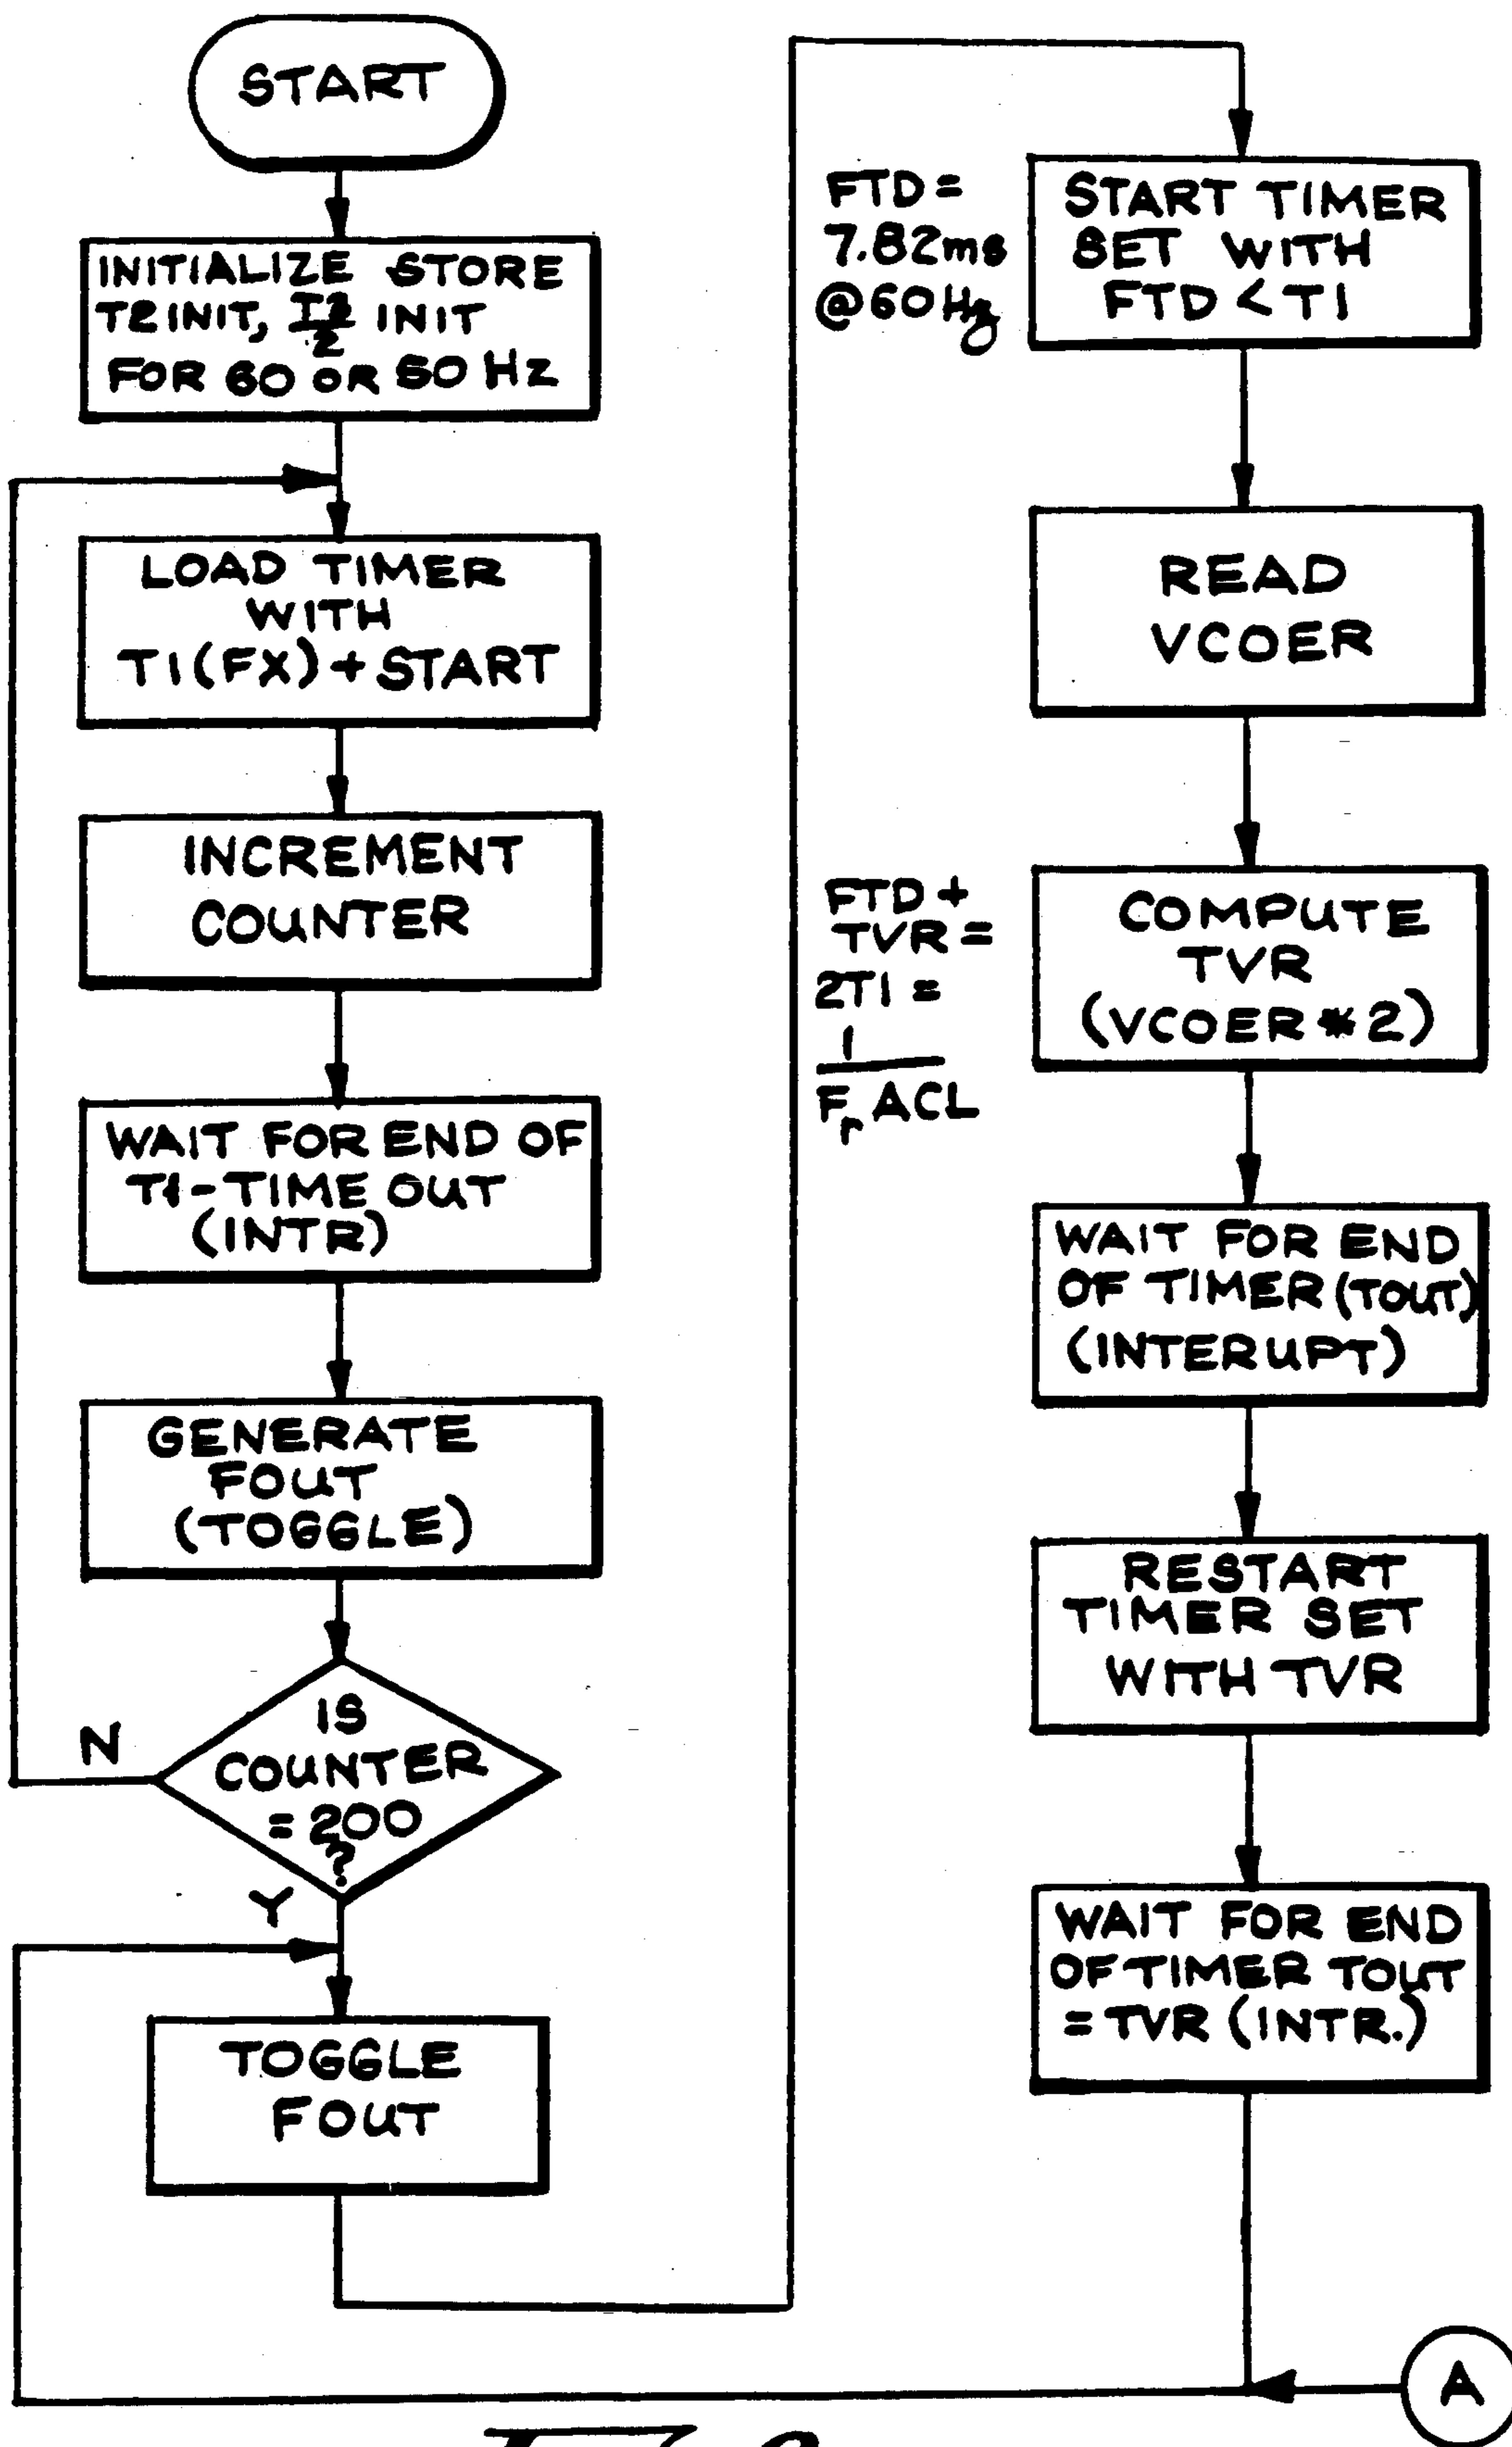 START
INITIALIZE STORE
T2INIT, T2/2 INIT
FOR 60 OR 50 HZ
LOAD TIMER
WITH
T1(FX)+START
INCREMENT
COUNTER
WAIT FOR END OF
T1-TIME OUT
(INTR)
GENERATE
FOUT
(TOGGLE)
IS
COUNTER
=200
?
N
Y
TOGGLE
FOUT
FTD=
7.82ms
@60Hz
START TIMER
SET WITH
FTD<T1
READ
VCOER
FTD+
TVR=
2T1=
1
Fr ACL
COMPUTE
TVR
(VCOER*2)
WAIT FOR END
OF TIMER (TOUT)
(INTERUPT)
RESTART
TIMER SET
WITH TVR
WAIT FOR END
OF TIMER TOUT
=TVR (INTR.)
A